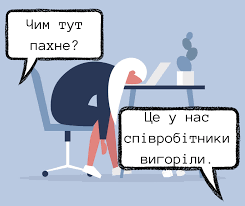 Чим тут
пахне?
Це у нас
співробітники
вигоріли.